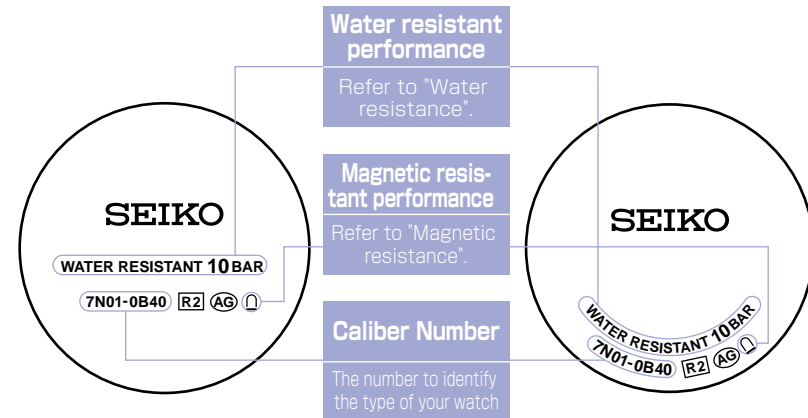 Water resistant
performance
Refer to "Water
resistance".
Magnetic resis-
tant performance
Refer to "Magnetic
resistance".
Caliber Number
The number to identify
the type of your watch
SEIKO
WATER RESISTANT 10 BAR
7N01-0B40 R2 AG
SEIKO
WATER RESISTANT 10 BAR
7N01-0B40 R2 AG